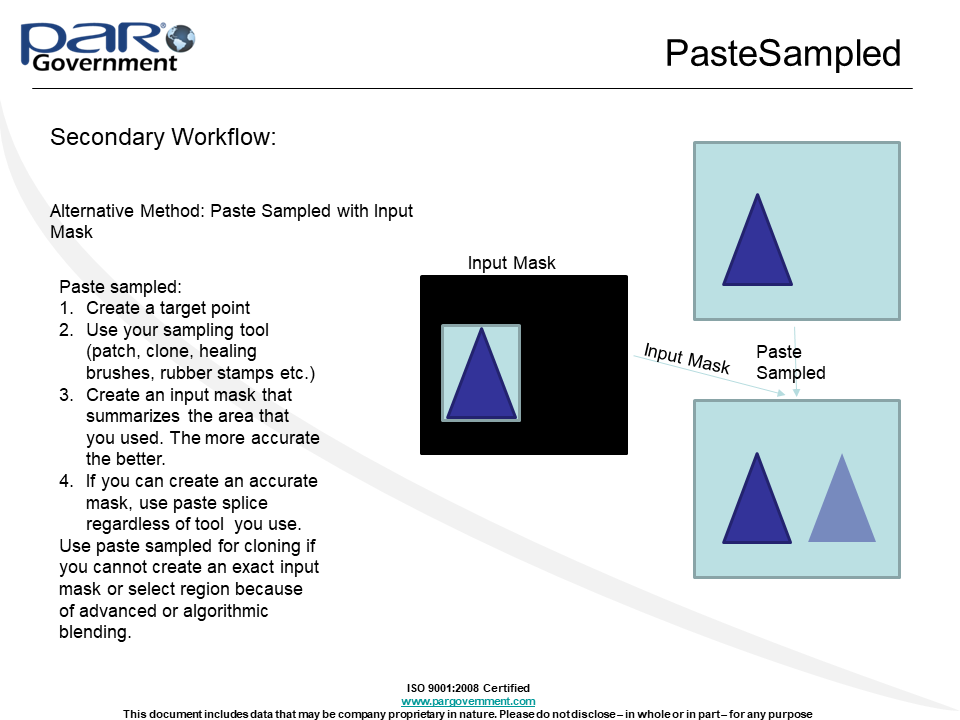 PAR
Government
PasteSampled
Secondary Workflow:
Alternative Method: Paste Sampled with Input
Mask
Input Mask
Paste sampled:
1. Create a target point
2. Use your sampling tool
(patch, clone, healing
brushes, rubber stamps etc.)
3. Create an input mask that
summarizes the area that
you used. The more accurate
the better.
4. If you can create an accurate
mask, use paste splice
regardless of tool you use.
Use paste sampled for cloning if
you cannot create an exact input
mask or select region because
of advanced or algorithmic
blending.
Input Mask
Paste
Sampled
ISO 9001:2008 Certified
www.pargovernment.com
This document includes data that may be company proprietary in nature. Please do not disclose – in whole or in part – for any purpose